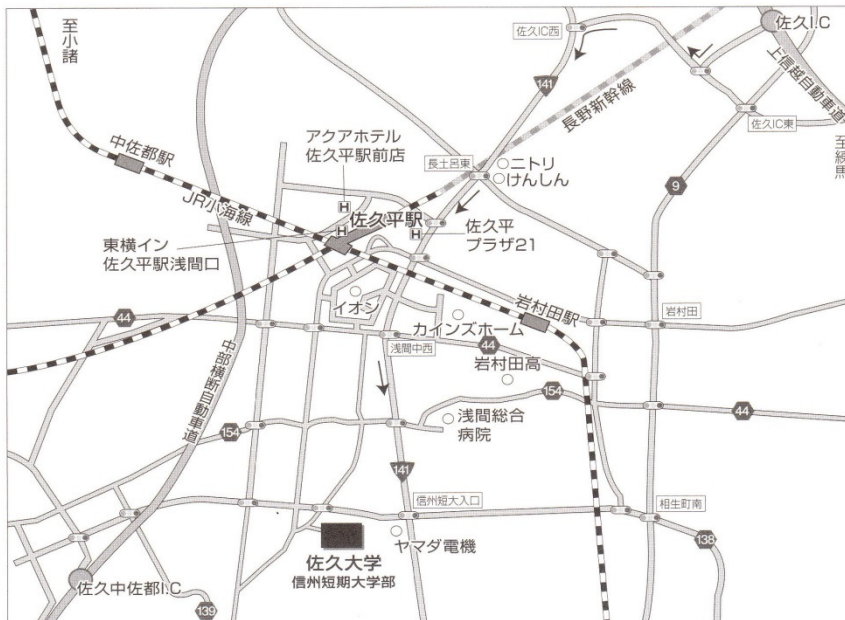 至小諸
佐久IC西
佐久I.C
上信越自動車道
141
長野新幹線
佐久IC東
至練馬
中佐都駅
アクアホテル
佐久平駅前店
長土呂東
ニトリ
けんしん
9
JR小海線
H
佐久平駅
H
H
佐久平
プラザ21
東横イン
佐久平駅浅間口
イオン
岩村田駅
44
カインズホーム
岩村田
浅間中西
44
中部横断自動車道
岩村田高
154
浅間総合
病院
44
154
141
信州短大入口
相生町南
ヤマダ電機
138
佐久大学
信州短期大学部
佐久中佐都I.C
139